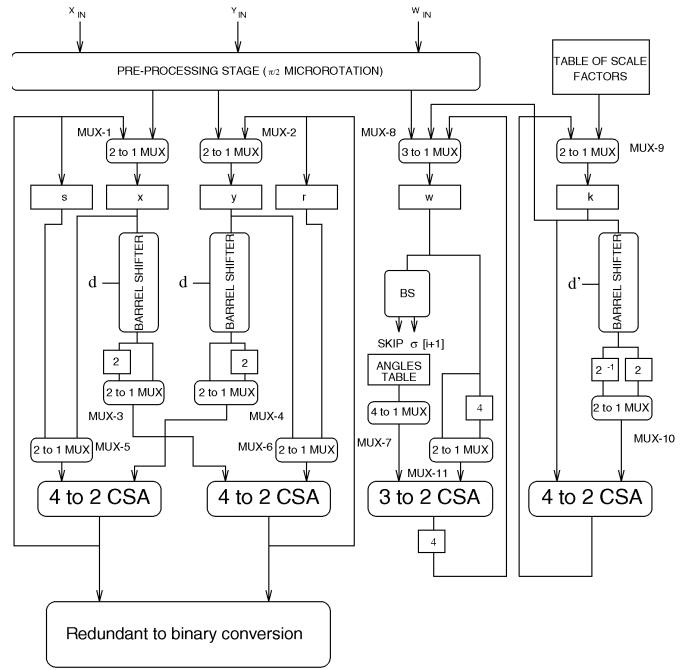 X IN
Y IN
W IN
PRE-PROCESSING STAGE ( π/2 MICROROTATION)
TABLE OF SCALE
FACTORS
MUX-1
MUX-2
MUX-8
MUX-9
2 to 1 MUX
2 to 1 MUX
3 to 1 MUX
2 to 1 MUX
s
x
y
r
w
k
BARREL SHIFTER
d
BARREL SHIFTER
d
BS
BARREL SHIFTER
d'
SKIP σ [i+1]
2
2
ANGLES
TABLE
2 -1
2
2 to 1 MUX
2 to 1 MUX
4 to 1 MUX
4
2 to 1 MUX
MUX-3
MUX-4
MUX-7
MUX-10
2 to 1 MUX
MUX-5
MUX-6
2 to 1 MUX
2 to 1 MUX
MUX-11
4 to 2 CSA
4 to 2 CSA
3 to 2 CSA
4 to 2 CSA
4
Redundant to binary conversion